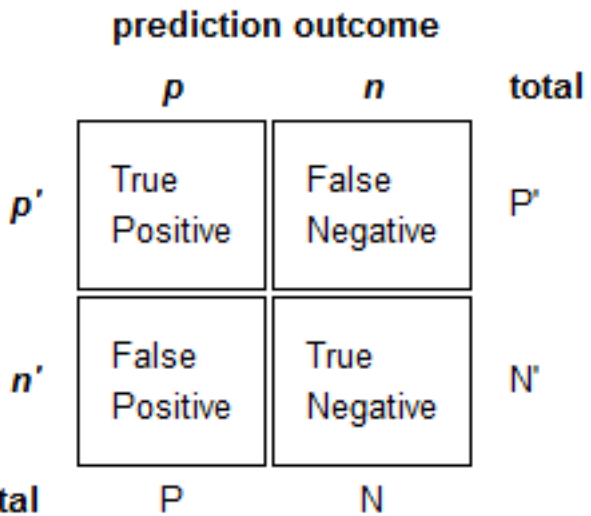 prediction outcome
p n total
p' True Positive False Negative P'
n' False Positive True Negative N'
tal P N